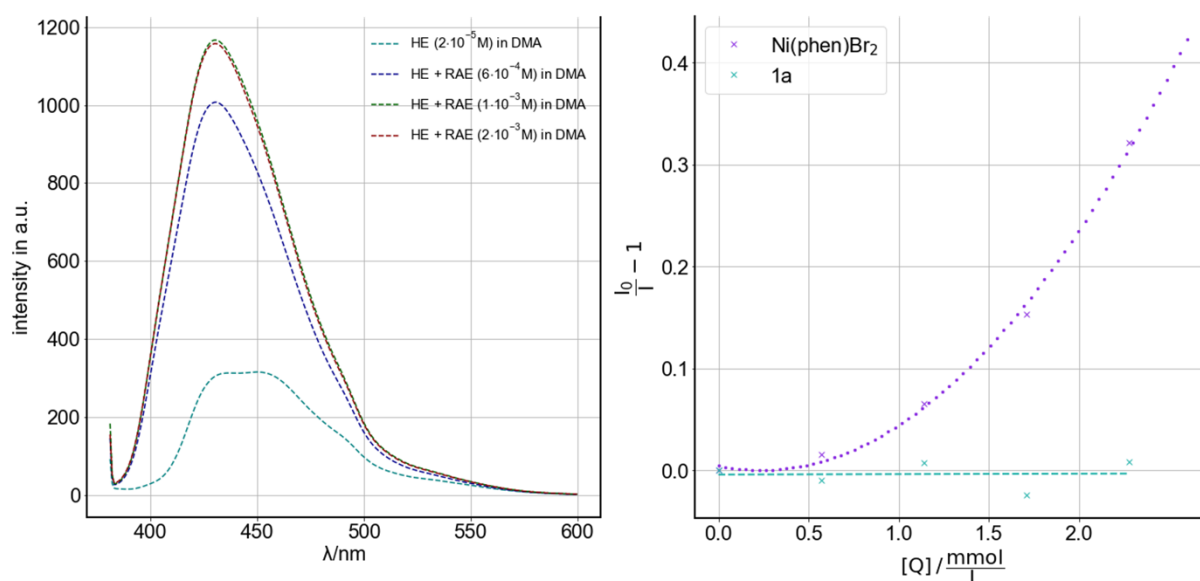 1200
1000
800
600
400
200
0
400
450
500
550
600
intensity in a.u.
λ/nm
HE (2·10⁻⁵M) in DMA
HE + RAE (6·10⁻⁴M) in DMA
HE + RAE (1·10⁻³M) in DMA
HE + RAE (2·10⁻³M) in DMA
0.4
0.3
0.2
0.1
0.0
0.0
0.5
1.0
1.5
2.0
I₀/I − 1
[Q] / mmol/l
Ni(phen)Br₂
1a